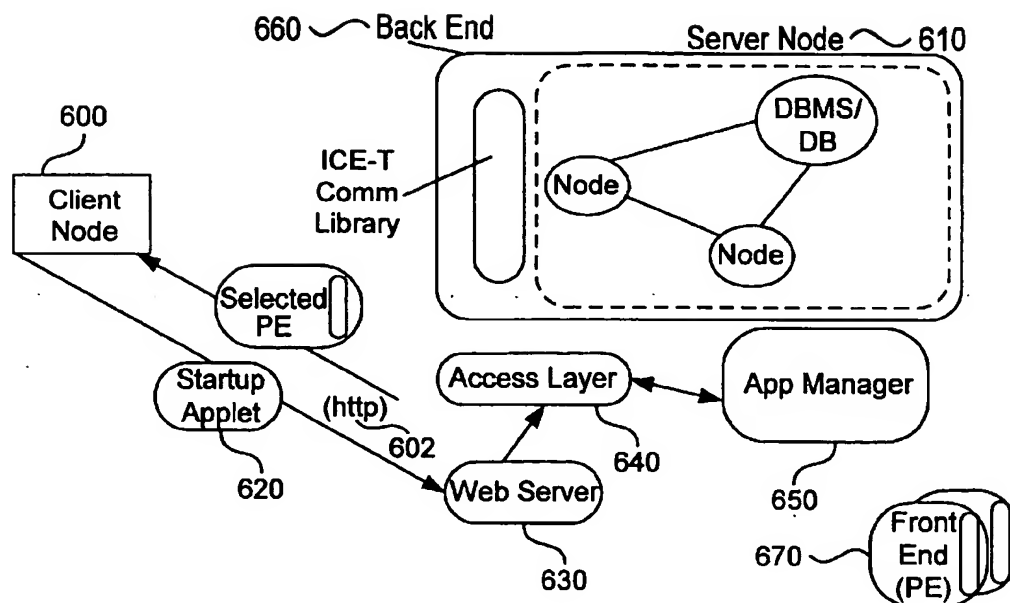 660 Back End
Server Node 610
600
DBMS/
DB
ICE-T
Comm
Library
Node
Client
Node
Node
Selected
PE
Startup
Applet
Access Layer
App Manager
(http)
602
640
620
Web Server
650
630
670
Front
End
(PE)